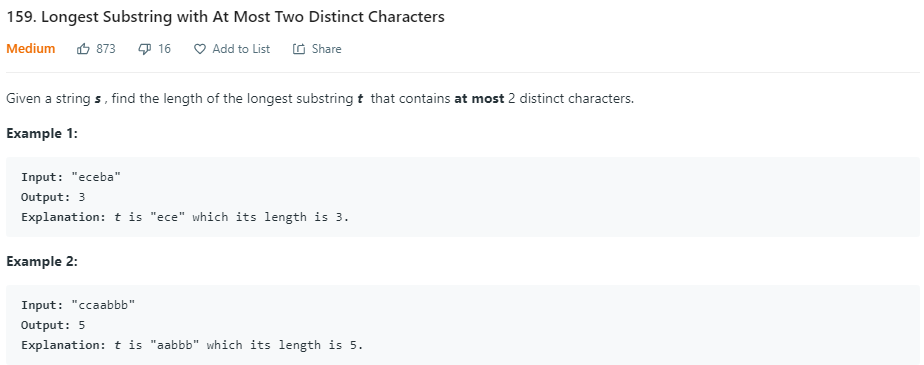 159. Longest Substring with At Most Two Distinct Characters
Medium 873 16 Add to List Share
Given a string s , find the length of the longest substring t that contains at most 2 distinct characters.
Example 1:
Input: "eceba"
Output: 3
Explanation: t is "ece" which its length is 3.
Example 2:
Input: "ccaabbb"
Output: 5
Explanation: t is "aabbb" which its length is 5.